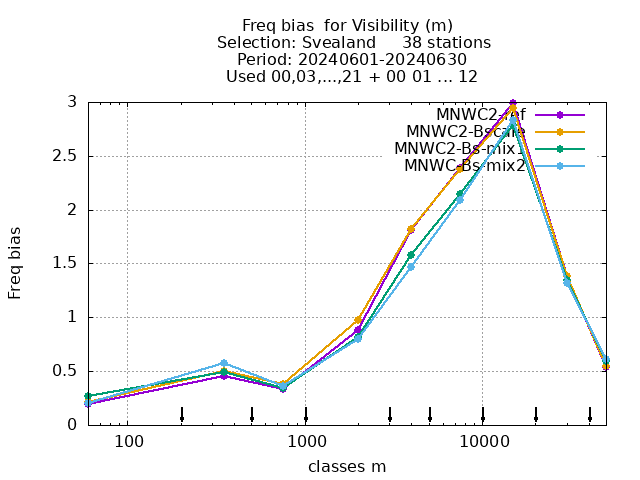 Freq bias  for Visibility (m)
Selection: Svealand     38 stations
Period: 20240601-20240630
Used 00,03,...,21 + 00 01 ... 12
MNWC2-ref
MNWC2-Bscale
MNWC2-Bs-mix1
MNWC-Bs-mix2
3
2.5
2
1.5
1
0.5
0
Freq bias
100 1000 10000
classes m